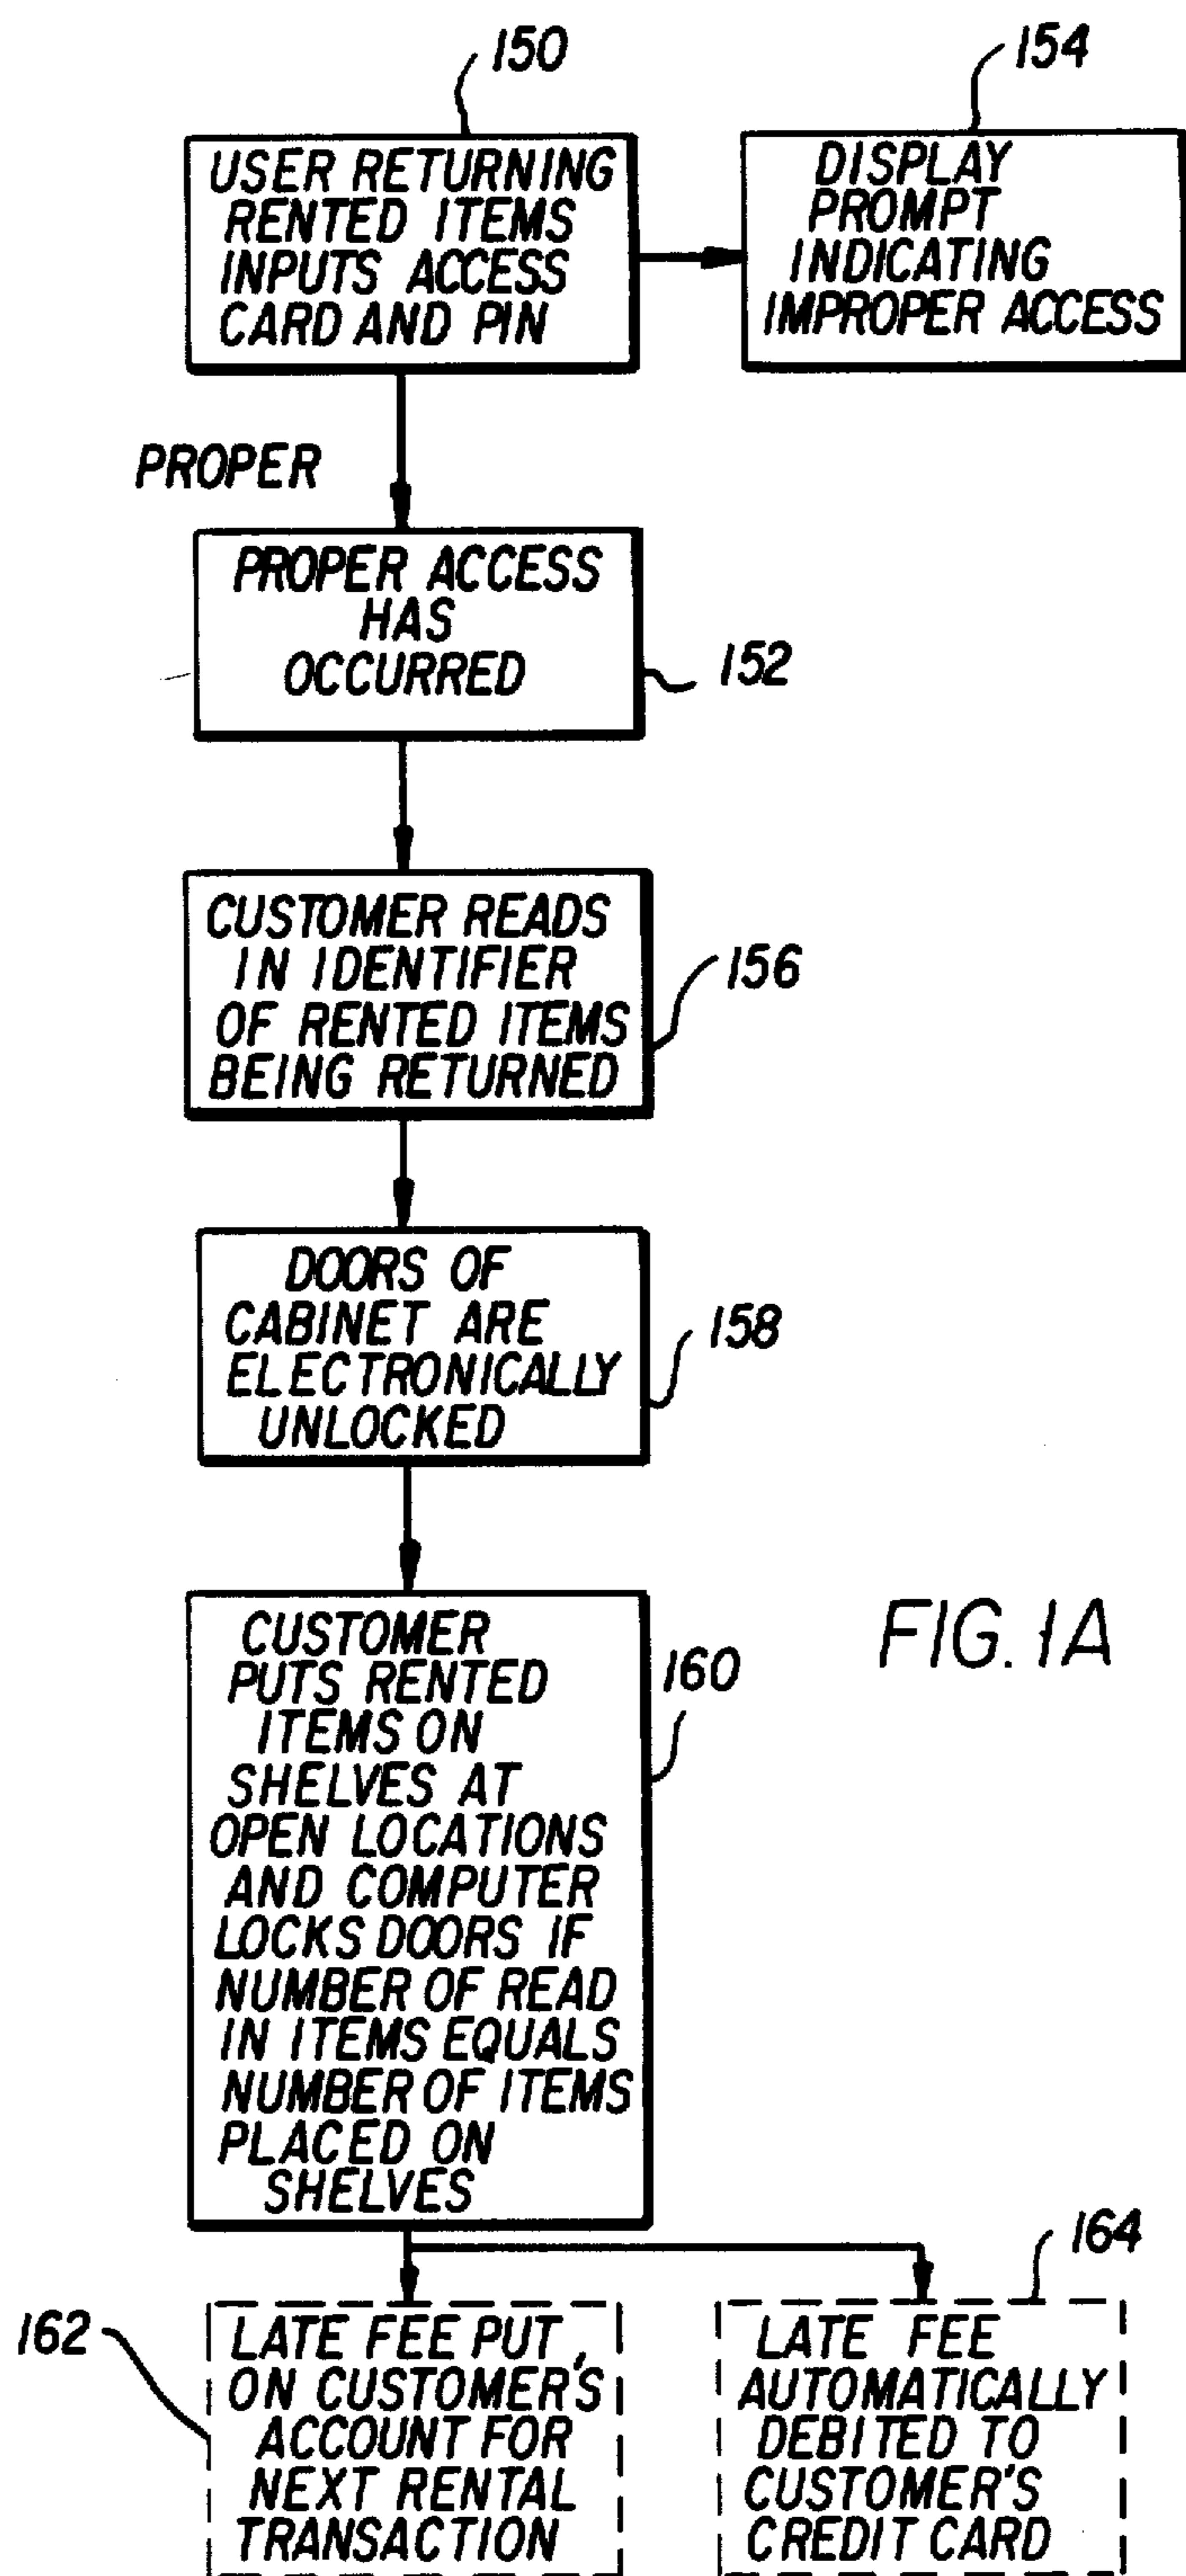 150
154
USER RETURNING
RENTED ITEMS
INPUTS ACCESS
CARD AND PIN
DISPLAY
PROMPT
INDICATING
IMPROPER ACCESS
PROPER
PROPER ACCESS
HAS
OCCURRED
152
CUSTOMER READS
IN IDENTIFIER
OF RENTED ITEMS
BEING RETURNED
156
DOORS OF
CABINET ARE
ELECTRONICALLY
UNLOCKED
158
CUSTOMER
PUTS RENTED
ITEMS ON
SHELVES AT
OPEN LOCATIONS
AND COMPUTER
LOCKS DOORS IF
NUMBER OF READ
IN ITEMS EQUALS
NUMBER OF ITEMS
PLACED ON
SHELVES
160
FIG. 1A
162
LATE FEE PUT
ON CUSTOMER'S
ACCOUNT FOR
NEXT RENTAL
TRANSACTION
164
LATE FEE
AUTOMATICALLY
DEBITED TO
CUSTOMER'S
CREDIT CARD